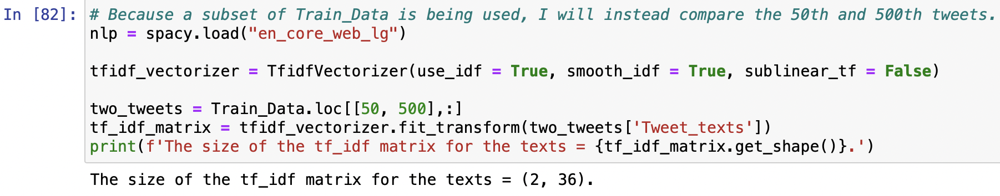 In [82]: # Because a subset of Train_Data is being used, I will instead compare the 50th and 500th tweets.
nlp = spacy.load("en_core_web_lg")
tfidf_vectorizer = TfidfVectorizer(use_idf = True, smooth_idf = True, sublinear_tf = False)
two_tweets = Train_Data.loc[[50, 500],:]
tf_idf_matrix = tfidf_vectorizer.fit_transform(two_tweets['Tweet_texts'])
print(f'The size of the tf_idf matrix for the texts = {tf_idf_matrix.get_shape()}.')
The size of the tf_idf matrix for the texts = (2, 36).